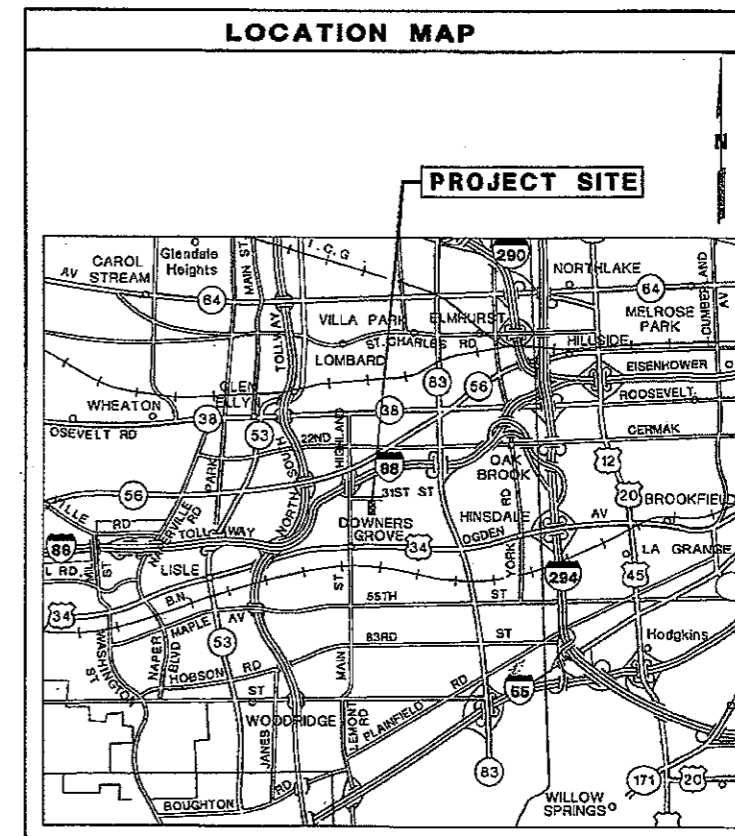 LOCATION MAP
N
PROJECT SITE
CAROL
STREAM
Glendale
Heights
MAIN ST.
I.C.G
290
NORTHLAKE
CUMBERLAND
AV
AV
64
64
MELROSE
PARK
TOLLWAY
VILLA PARK
ELMHURST
ST.CHARLES RD
HILLSIDE
LOMBARD
EISENHOWER
GLEN
ELLY
83
56
ROOSEVELT
WHEATON
38
38
OSEVELT RD
53
22ND
HIGHLAND
CERMAK
88
OAK
BROOK
12
NORTH-SOUTH
PARK
56
31ST ST
20
BROOKFIELD
VILLE
RD
NAPERVILLE
RD
TOLLWAY
DOWNERS
GROVE
HINSDALE
YORK RD
AV
34
OGDEN
88
MILL
ST
LISLE
LA GRANGE
L RD.
294
45
34
B.N.
55TH
ST
MAPLE AV
ST
Hodgkins
53
83RD
ST
WASHINGTON
ST
NAPER
BLVD
HOBSON RD
MAIN
55
ST
WOODRIDGE
JANES
LEMONT
RD
PLAINFIELD
RD
83
171
20
BOUGHTON
RD
WILLOW
SPRINGS